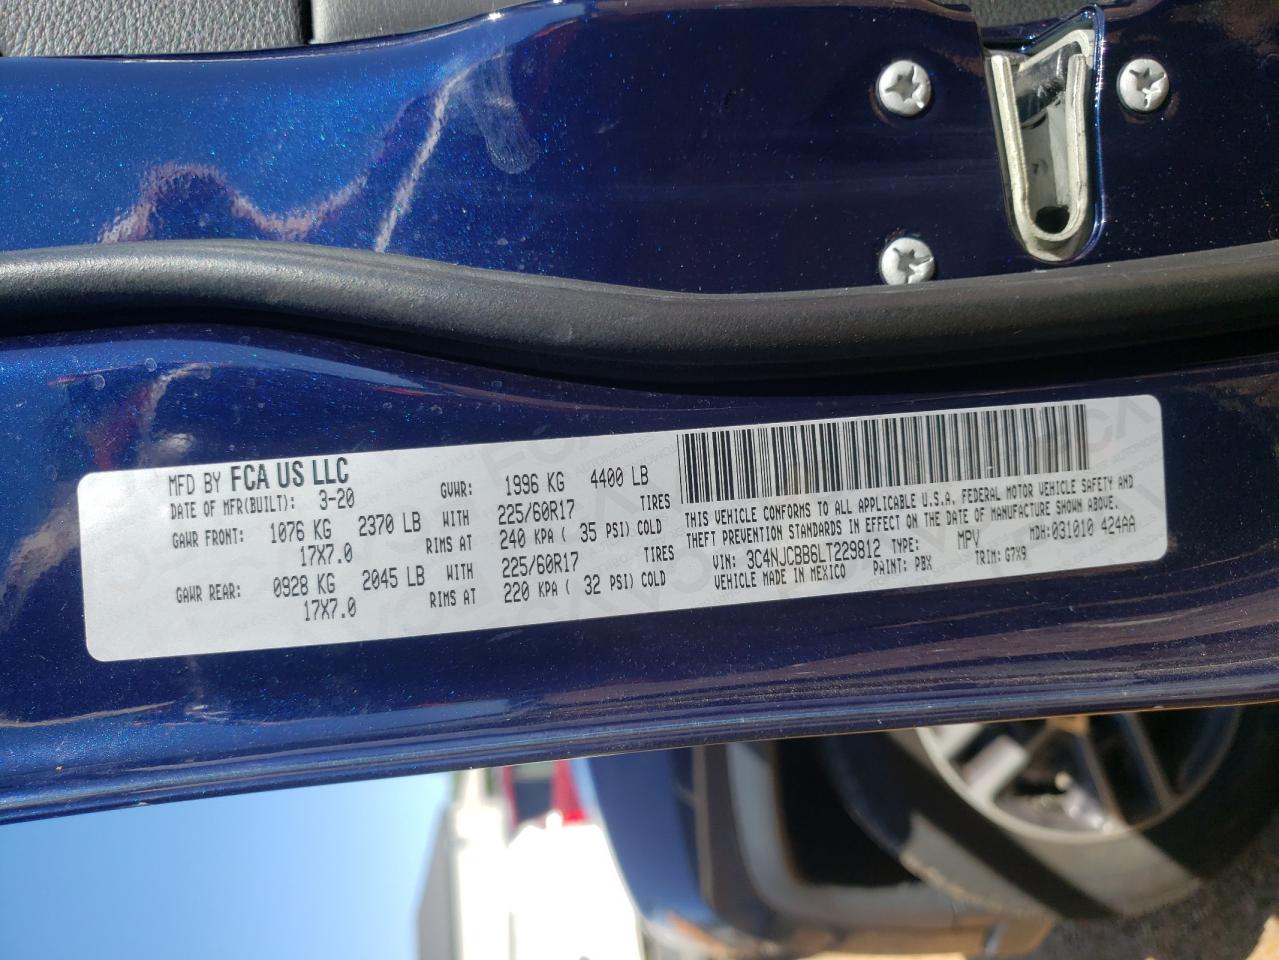 MFD BY FCA US LLC
DATE OF MFR(BUILT): 3-20 GVWR: 1996 KG 4400 LB
GAWR FRONT: 1076 KG 2370 LB WITH 225/60R17 TIRES
17X7.0 RIMS AT 240 KPA ( 35 PSI) COLD
GAWR REAR: 0928 KG 2045 LB WITH 225/60R17 TIRES
17X7.0 RIMS AT 220 KPA ( 32 PSI) COLD
THIS VEHICLE CONFORMS TO ALL APPLICABLE U.S.A. FEDERAL MOTOR VEHICLE SAFETY AND
THEFT PREVENTION STANDARDS IN EFFECT ON THE DATE OF MANUFACTURE SHOWN ABOVE.
VIN: 3C4NJCBB6LT229812 TYPE: MPV MDH:031010 424AA
VEHICLE MADE IN MEXICO PAINT: PBX TRIM:G7X9